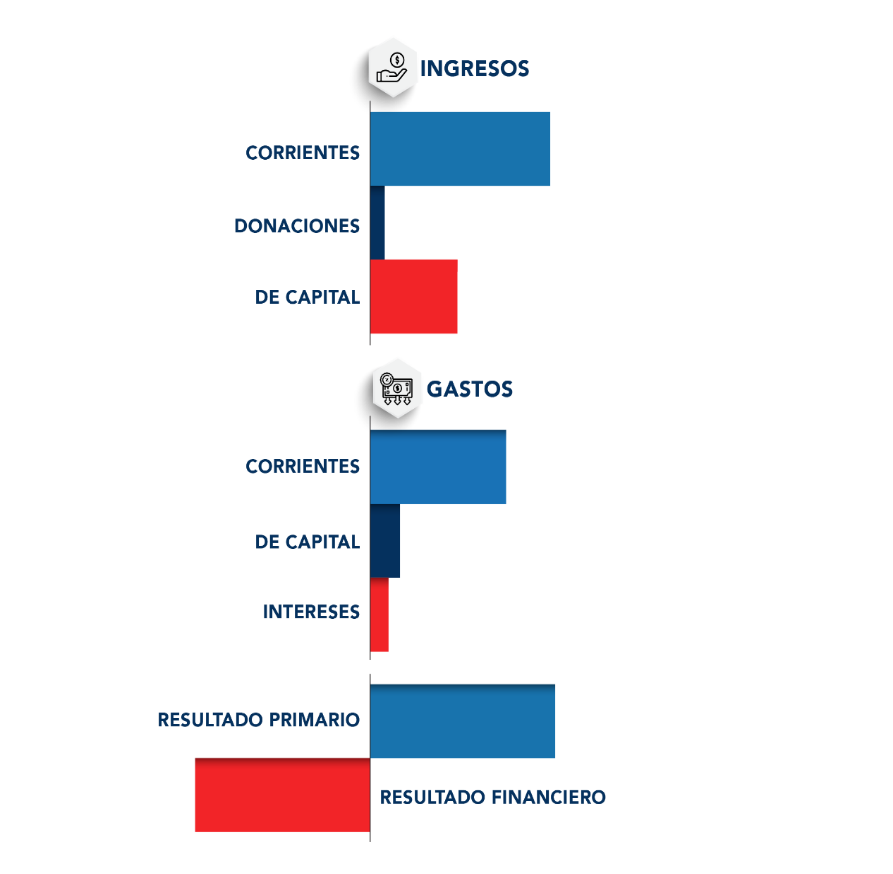 INGRESOS
CORRIENTES
DONACIONES
DE CAPITAL
GASTOS
CORRIENTES
DE CAPITAL
INTERESES
RESULTADO PRIMARIO
RESULTADO FINANCIERO